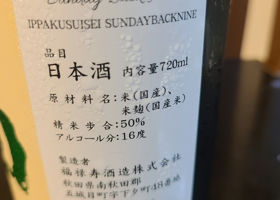 Sunday Back
IPPAKUSUISEI SUNDAYBACKNINE
品目
日本酒 内容量720ml
原材料名:米(国産)、
米麹(国産米)
精米歩合:50%
アルコール分:16度
製造者
福禄寿酒造株式会社
秋田県南秋田郡
五城目町字下夕町48番地